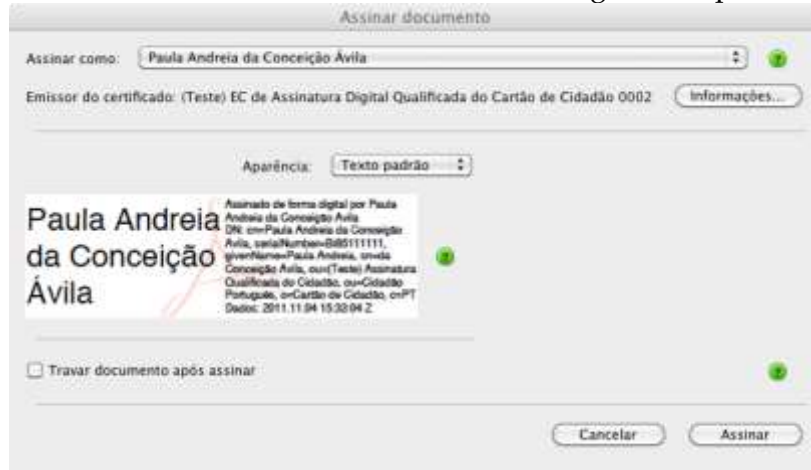 Assinar documento
Assinar como: Paula Andreia da Conceição Ávila
Emissor do certificado: (Teste) EC de Assinatura Digital Qualificada do Cartão de Cidadão 0002 Informações...
Aparência: Texto padrão
Paula Andreia
da Conceição
Ávila
Assinado de forma digital por Paula
Andreia da Conceição Ávila
DN: cn=Paula Andreia da Conceição
Ávila, serialNumber=BI85111111,
givenName=Paula Andreia, sn=da
Conceição Ávila, ou=(Teste) Assinatura
Qualificada do Cidadão, ou=Cidadão
Português, o=Cartão de Cidadão, c=PT
Dados: 2011.11.04 15:32:04 Z
Travar documento após assinar
Cancelar Assinar